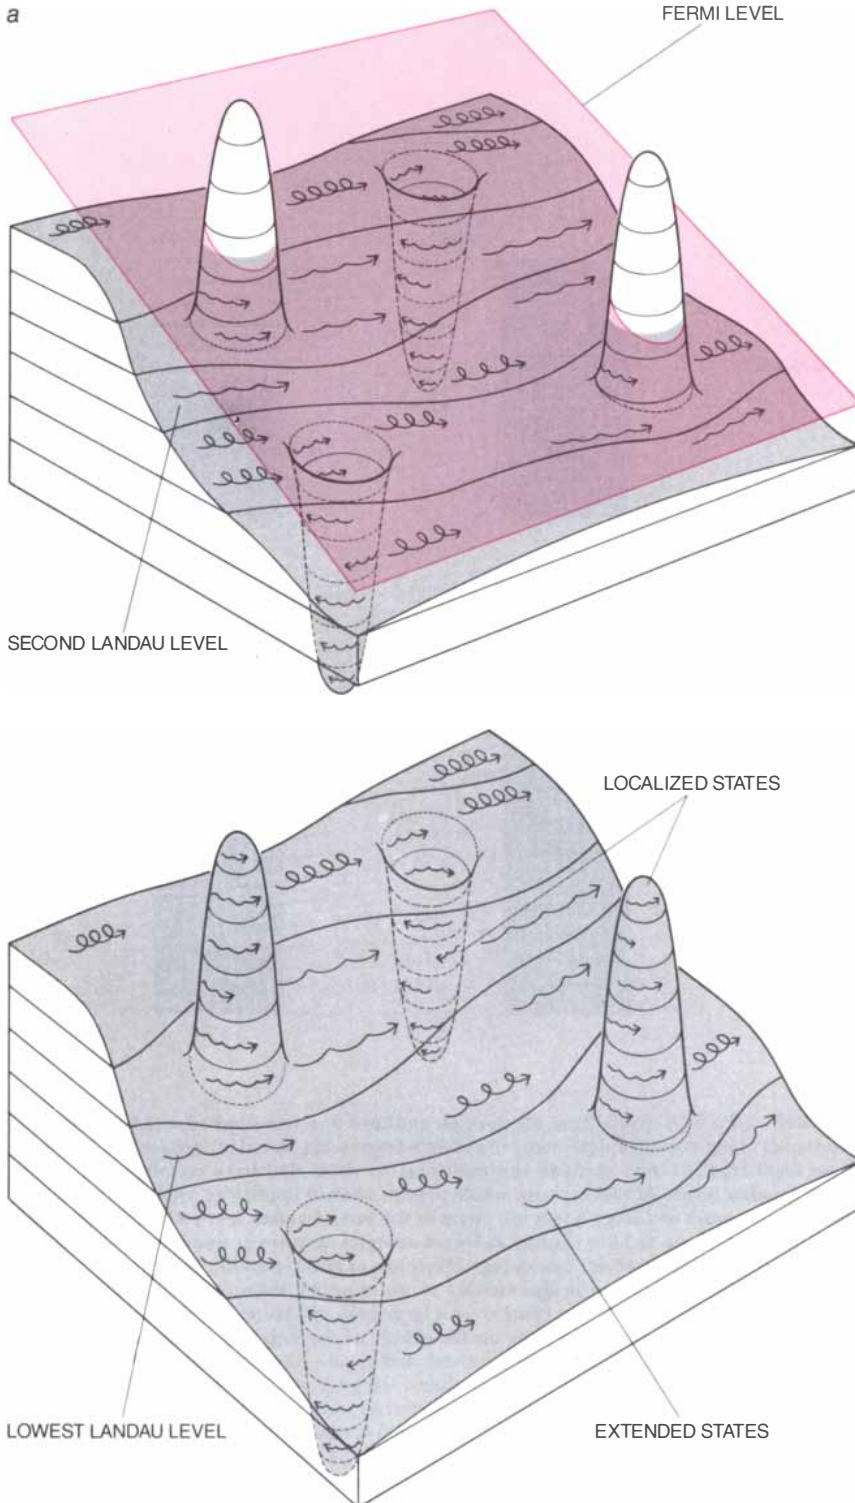 a
FERMI LEVEL
SECOND LANDAU LEVEL
LOCALIZED STATES
LOWEST LANDAU LEVEL
EXTENDED STATES